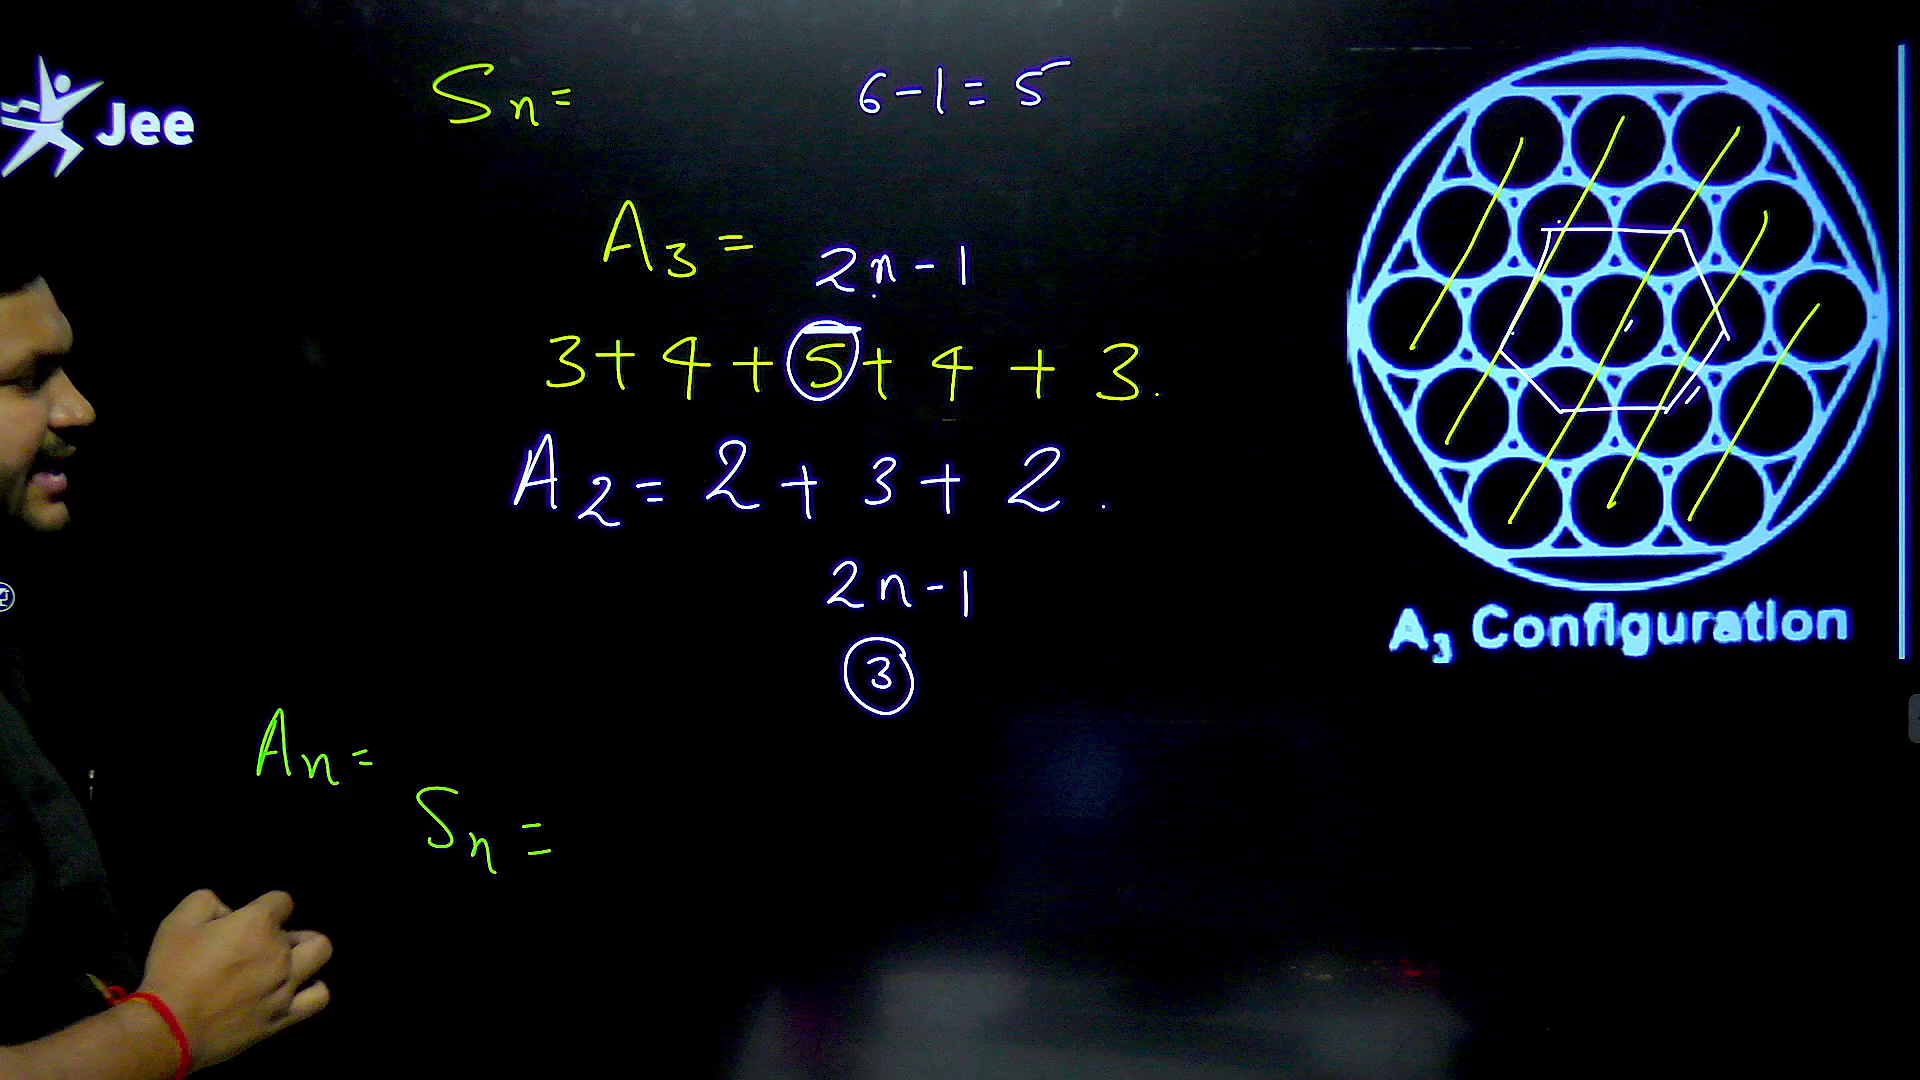 Jee
Sn =
6 - 1 = 5
A3 =
2n - 1
3 + 4 + 5 + 4 + 3.
A2 = 2 + 3 + 2.
2n - 1
3
An =
Sn =
A3 Configuration